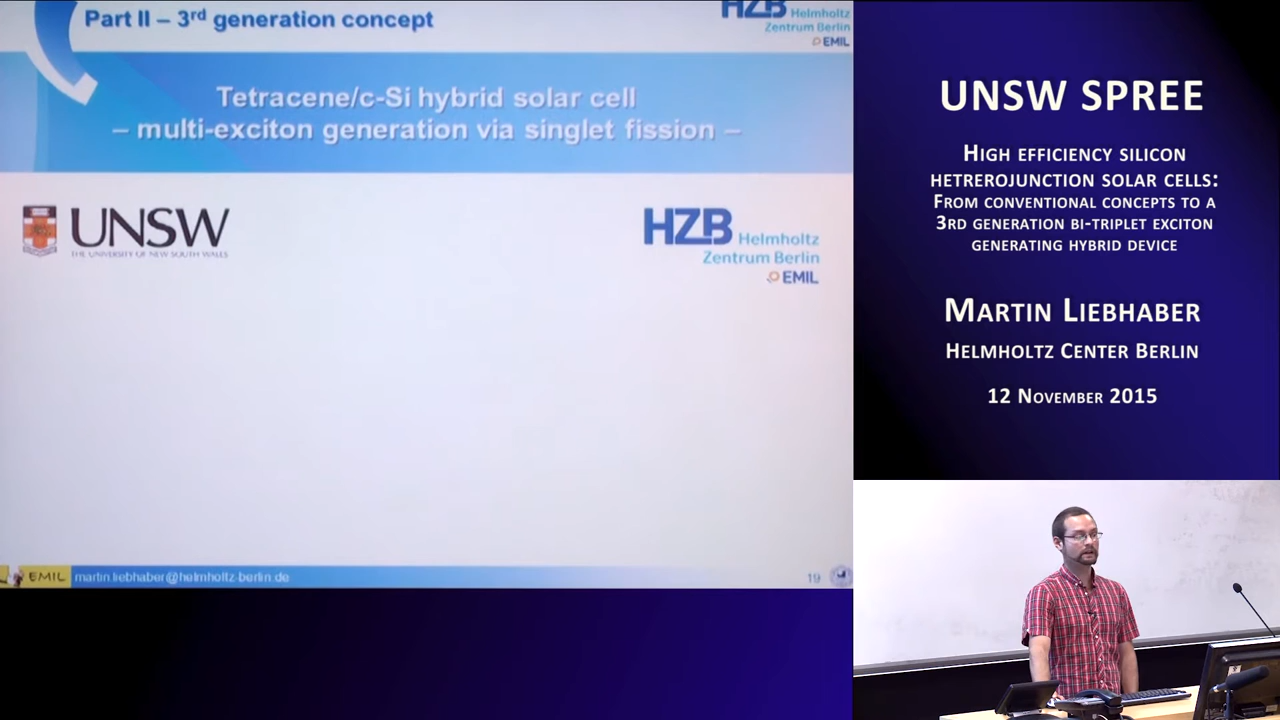 Part II – 3rd generation concept
HZB Helmholtz
Zentrum Berlin
EMIL
Tetracene/c-Si hybrid solar cell
– multi-exciton generation via singlet fission –
UNSW
THE UNIVERSITY OF NEW SOUTH WALES
HZB Helmholtz
Zentrum Berlin
EMIL
EMIL martin.liebhaber@helmholtz-berlin.de 19
UNSW SPREE
HIGH EFFICIENCY SILICON
HETREROJUNCTION SOLAR CELLS:
FROM CONVENTIONAL CONCEPTS TO A
3RD GENERATION BI-TRIPLET EXCITON
GENERATING HYBRID DEVICE
MARTIN LIEBHABER
HELMHOLTZ CENTER BERLIN
12 NOVEMBER 2015